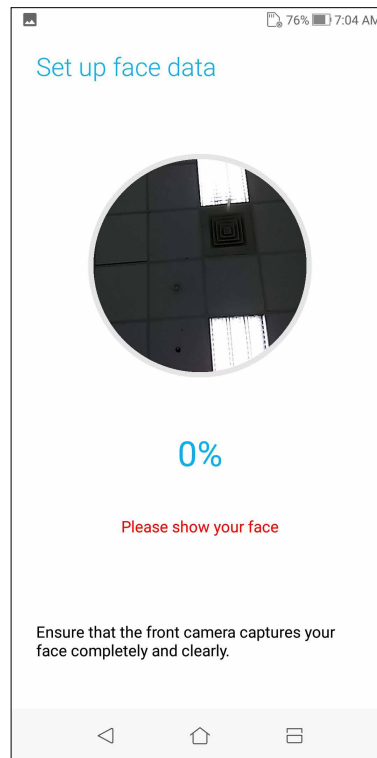 76% 7:04 AM
Set up face data
0%
Please show your face
Ensure that the front camera captures your
face completely and clearly.